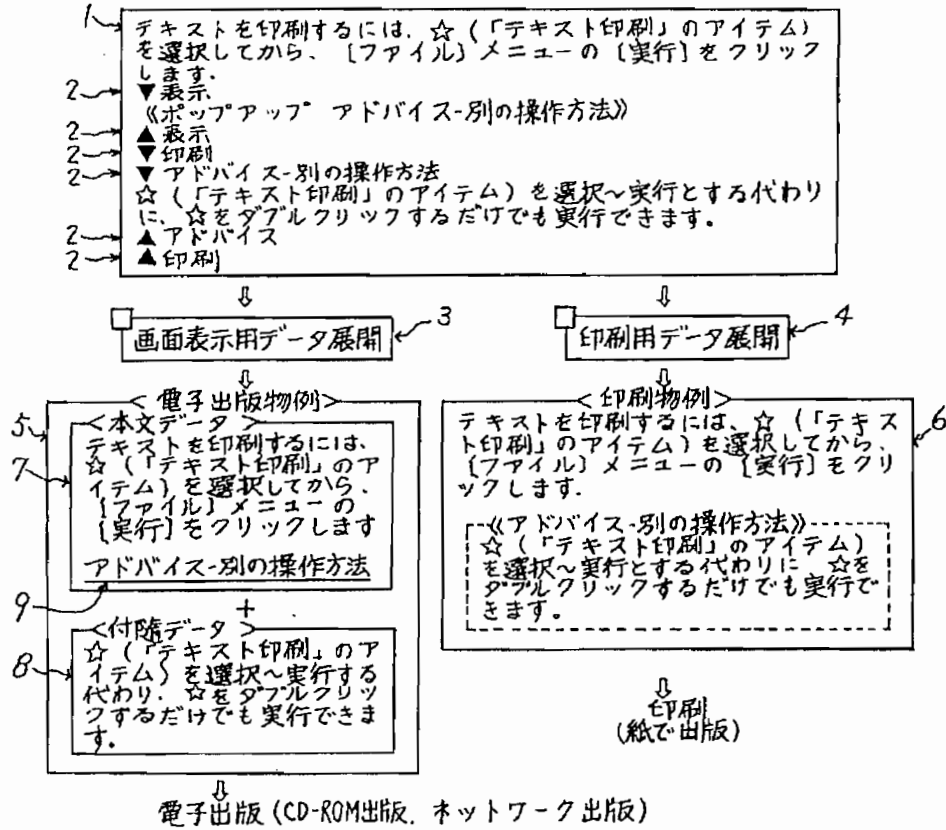 1
テキストを印刷するには、☆(「テキスト印刷」のアイテム)
を選択してから、[ファイル]メニューの[実行]をクリック
します.
2 ▼表示
《ポップアップ アドバイス-別の操作方法》
2 ▲表示
2 ▼印刷
2 ▼アドバイス-別の操作方法
☆(「テキスト印刷」のアイテム)を選択~実行とする代わり
に、☆をダブルクリックするだけでも実行できます。
2 ▲アドバイス
2 ▲印刷
画面表示用データ展開 3
印刷用データ展開 4
5
<電子出版物例>
7
<本文データ>
テキストを印刷するには、
☆(「テキスト印刷」のア
イテム)を選択してから、
[ファイル]メニューの
[実行]をクリックします
アドバイス-別の操作方法
9
+
8
<付随データ>
☆(「テキスト印刷」のア
イテム)を選択~実行する
代わり、☆をダブルクリッ
クするだけでも実行できま
す。
電子出版(CD-ROM出版、ネットワーク出版)
<印刷物例>
6
テキストを印刷するには、☆(「テキス
ト印刷」のアイテム)を選択してから、
[ファイル]メニューの[実行]をクリ
ックします.
《アドバイス-別の操作方法》
☆(「テキスト印刷」のアイテム)
を選択~実行とする代わりに ☆を
ダブルクリックするだけでも実行で
きます。
印刷
(紙で出版)